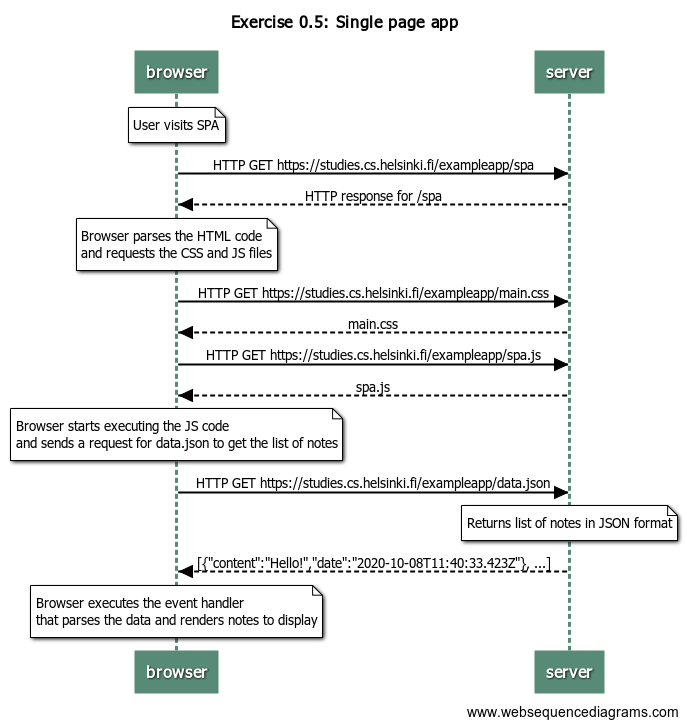 Exercise 0.5: Single page app
browser
server
User visits SPA
HTTP GET https://studies.cs.helsinki.fi/exampleapp/spa
HTTP response for /spa
Browser parses the HTML code
and requests the CSS and JS files
HTTP GET https://studies.cs.helsinki.fi/exampleapp/main.css
main.css
HTTP GET https://studies.cs.helsinki.fi/exampleapp/spa.js
spa.js
Browser starts executing the JS code
and sends a request for data.json to get the list of notes
HTTP GET https://studies.cs.helsinki.fi/exampleapp/data.json
Returns list of notes in JSON format
[{"content":"Hello!","date":"2020-10-08T11:40:33.423Z"}, ...]
Browser executes the event handler
that parses the data and renders notes to display
browser
server
www.websequencediagrams.com